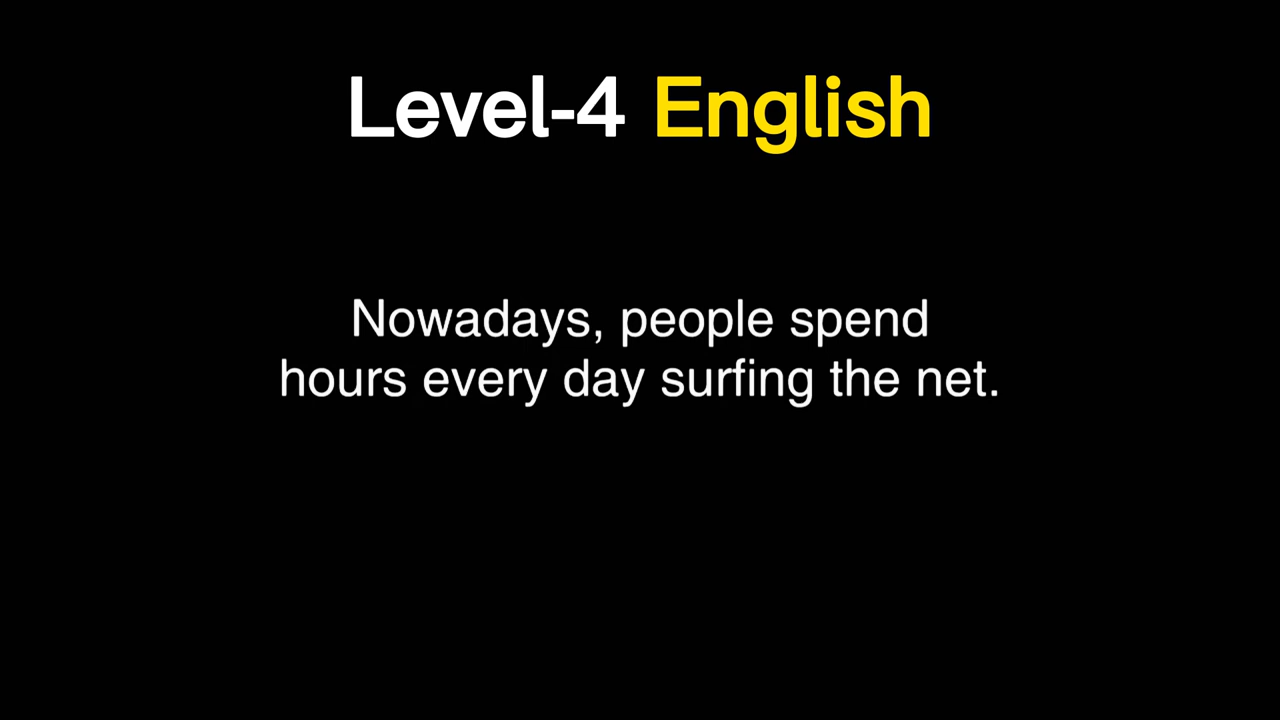 Level-4 English
Nowadays, people spend
hours every day surfing the net.